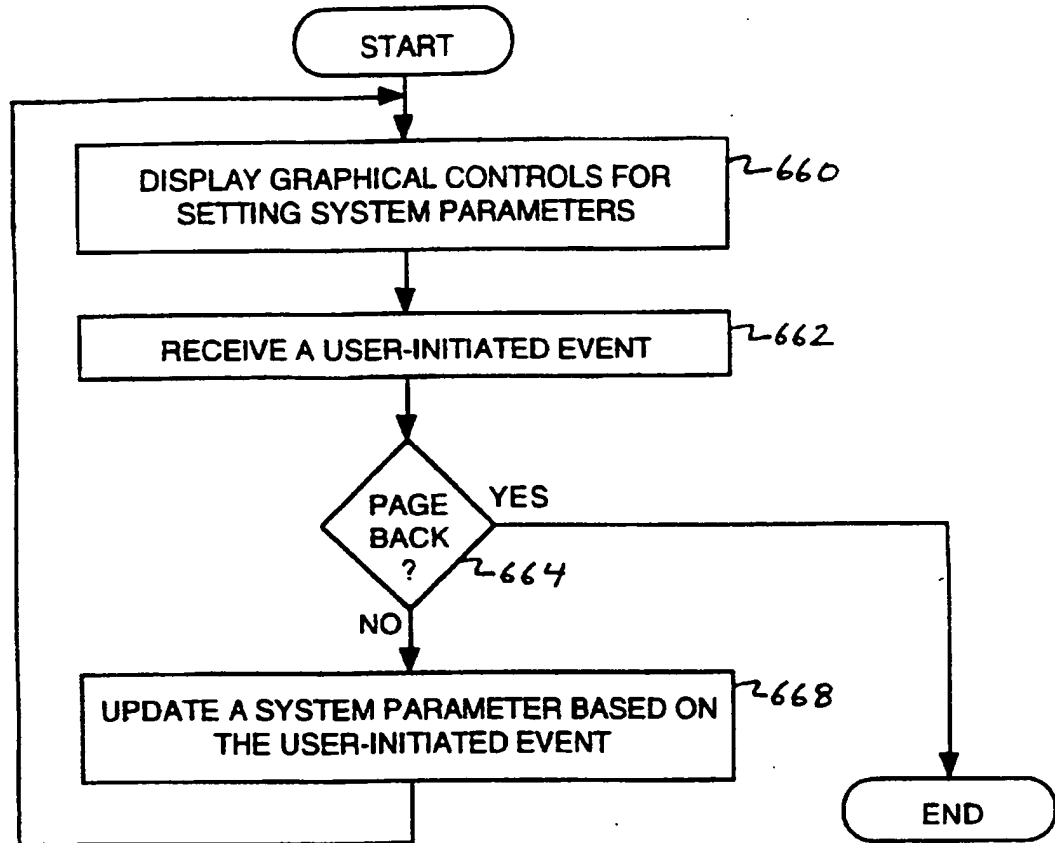 START
DISPLAY GRAPHICAL CONTROLS FOR
SETTING SYSTEM PARAMETERS
660
RECEIVE A USER-INITIATED EVENT
662
PAGE
BACK
?
YES
664
NO
UPDATE A SYSTEM PARAMETER BASED ON
THE USER-INITIATED EVENT
668
END